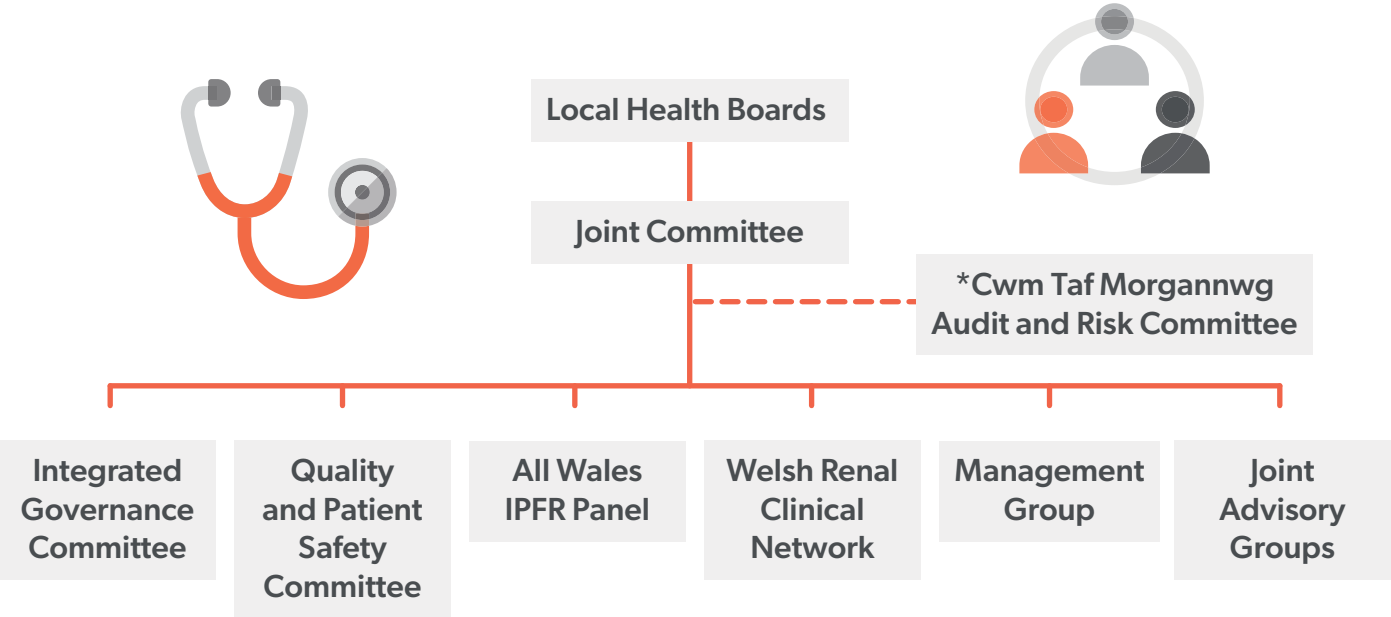 Local Health Boards
Joint Committee
*Cwm Taf Morgannwg
Audit and Risk Committee
Integrated
Governance
Committee
Quality
and Patient
Safety
Committee
All Wales
IPFR Panel
Welsh Renal
Clinical
Network
Management
Group
Joint
Advisory
Groups